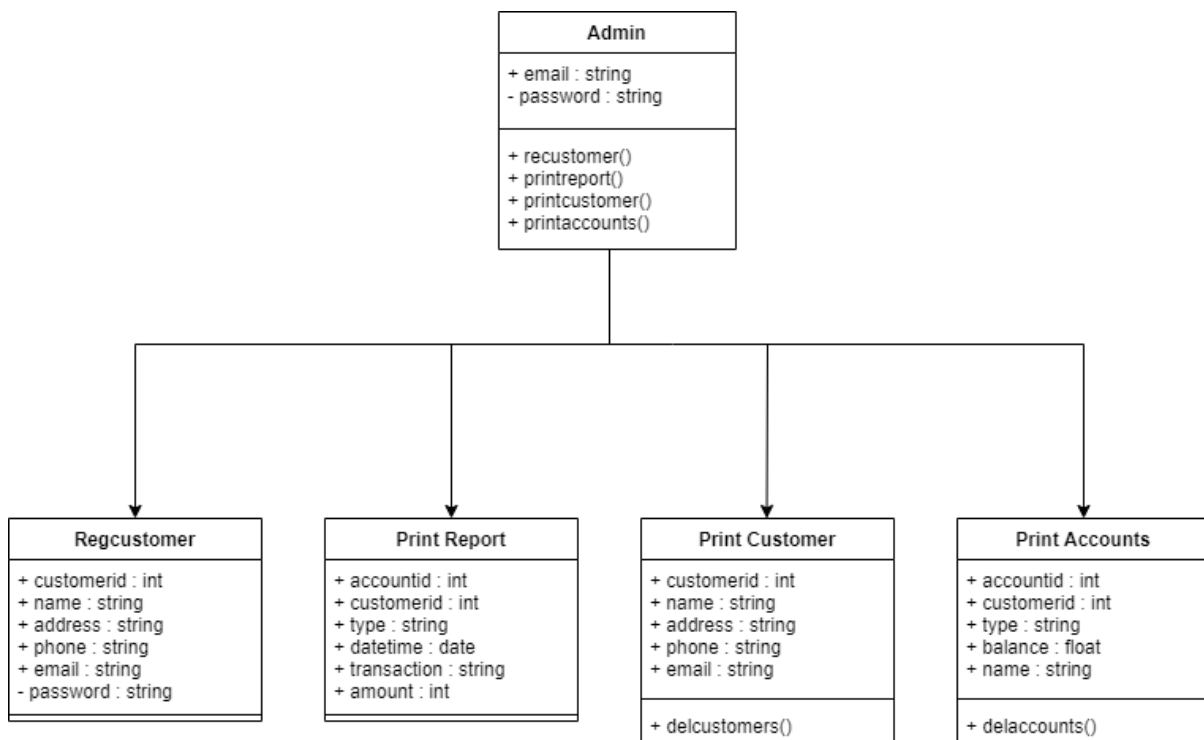 Admin
+ email : string
- password : string
+ recustomer()
+ printreport()
+ printcustomer()
+ printaccounts()
Regcustomer
+ customerid : int
+ name : string
+ address : string
+ phone : string
+ email : string
- password : string
Print Report
+ accountid : int
+ customerid : int
+ type : string
+ datetime : date
+ transaction : string
+ amount : int
Print Customer
+ customerid : int
+ name : string
+ address : string
+ phone : string
+ email : string
+ delcustomers()
Print Accounts
+ accountid : int
+ customerid : int
+ type : string
+ balance : float
+ name : string
+ delaccounts()